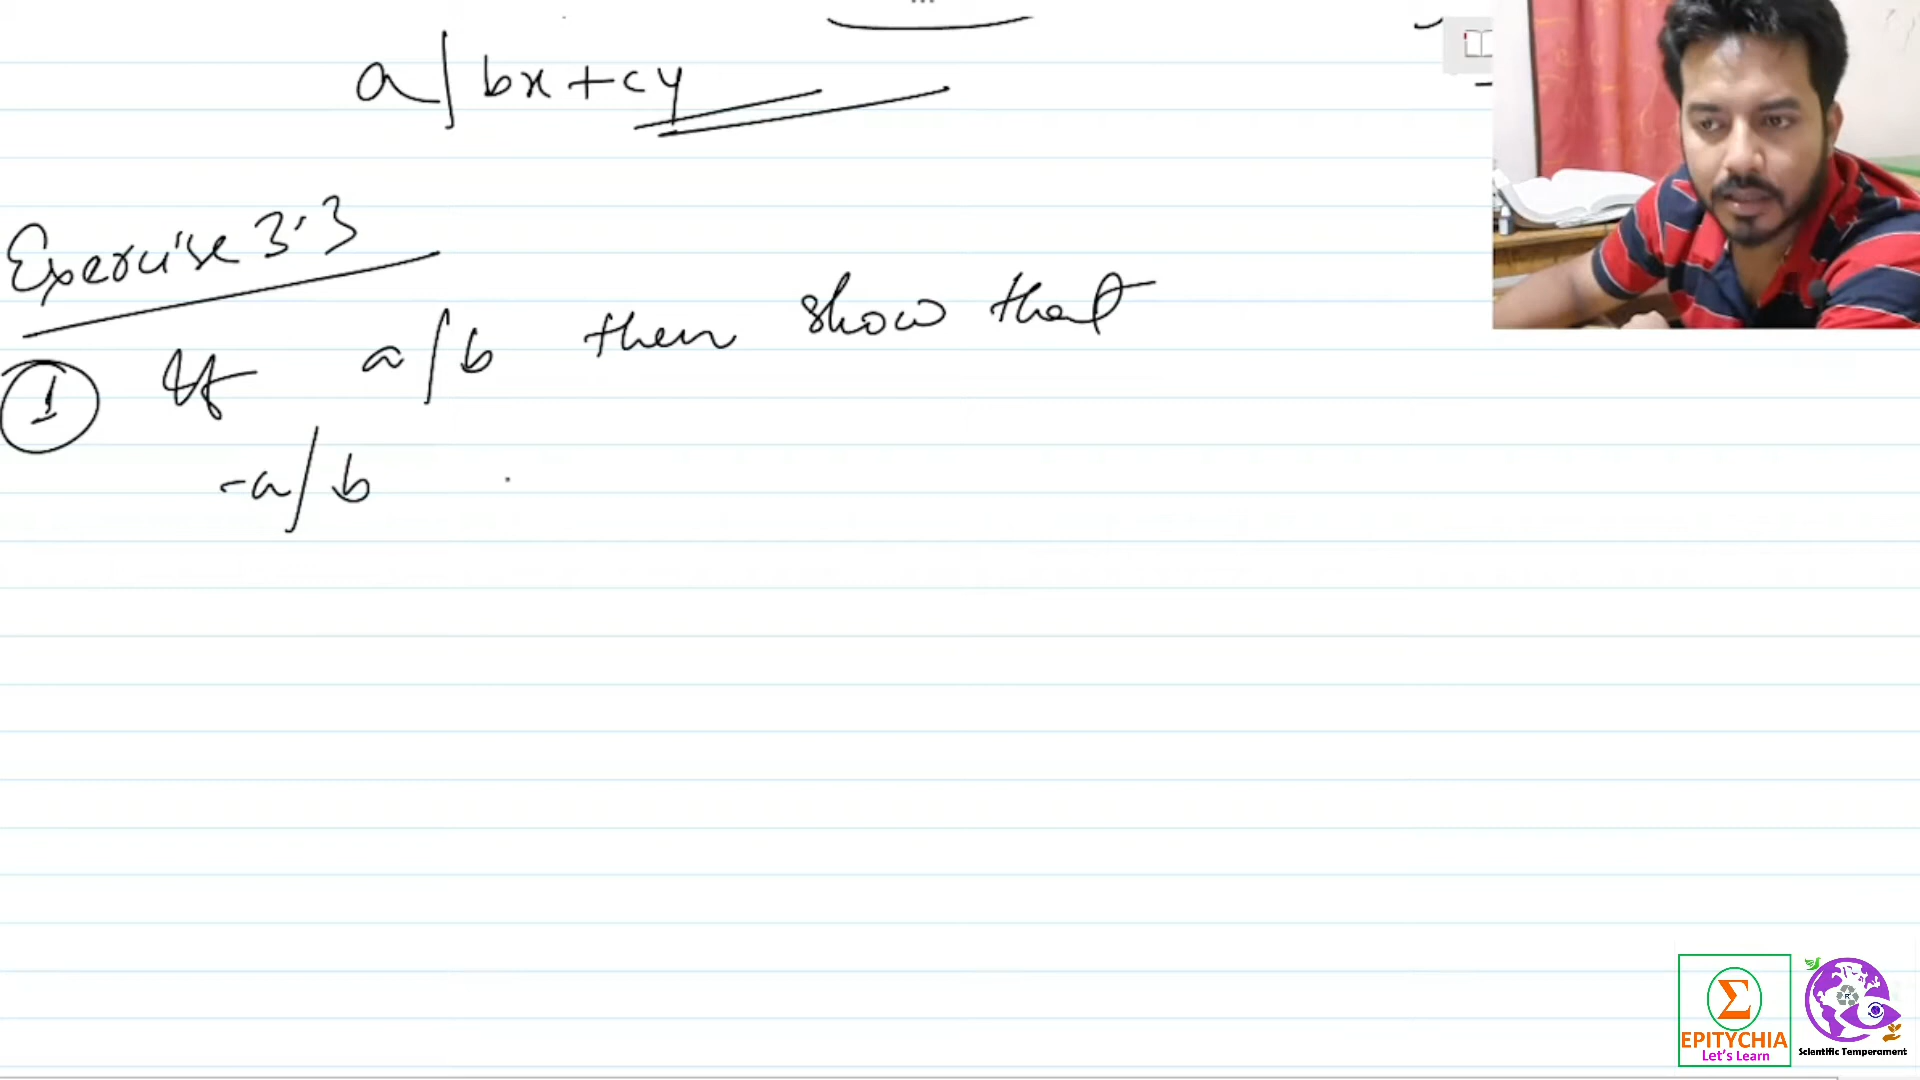 a | bx + cy
Exercise 3.3
1 If a/b then show that
-a/b
Σ
EPITYCHIA
Let's Learn
Scientific Temperament